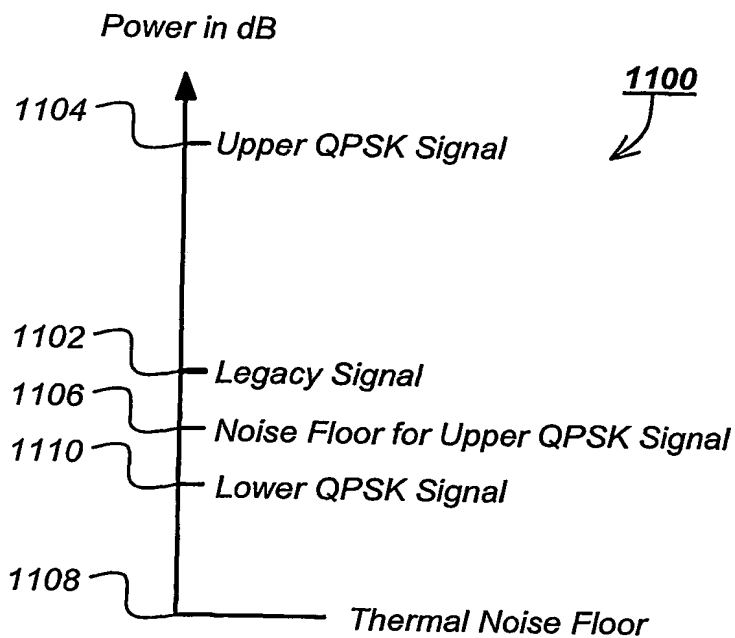 Power in dB
1100
1104
Upper QPSK Signal
1102
Legacy Signal
1106
Noise Floor for Upper QPSK Signal
1110
Lower QPSK Signal
1108
Thermal Noise Floor